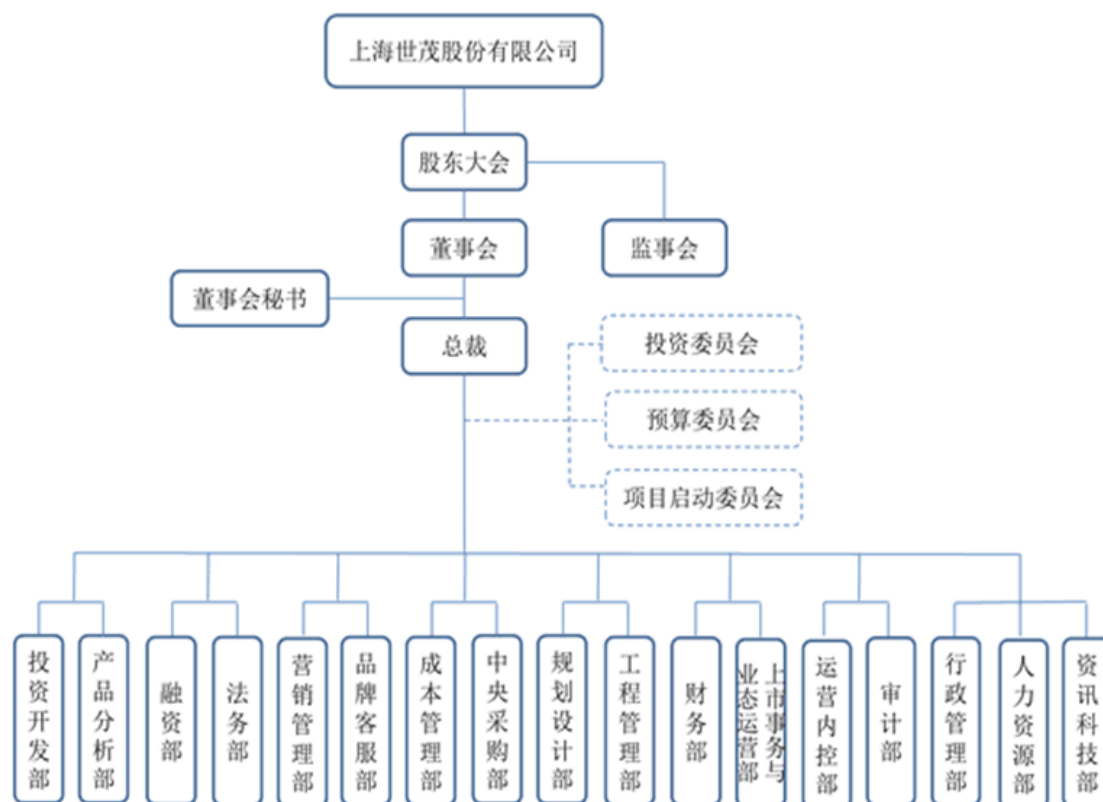 上海世茂股份有限公司
股东大会
董事会
监事会
董事会秘书
总裁
投资委员会
预算委员会
项目启动委员会
投资开发部
产品分析部
融资部
法务部
营销管理部
品牌客服部
成本管理部
中央采购部
规划设计部
工程管理部
财务部
上市事务与
业态运营部
运营内控部
审计部
行政管理部
人力资源部
资讯科技部